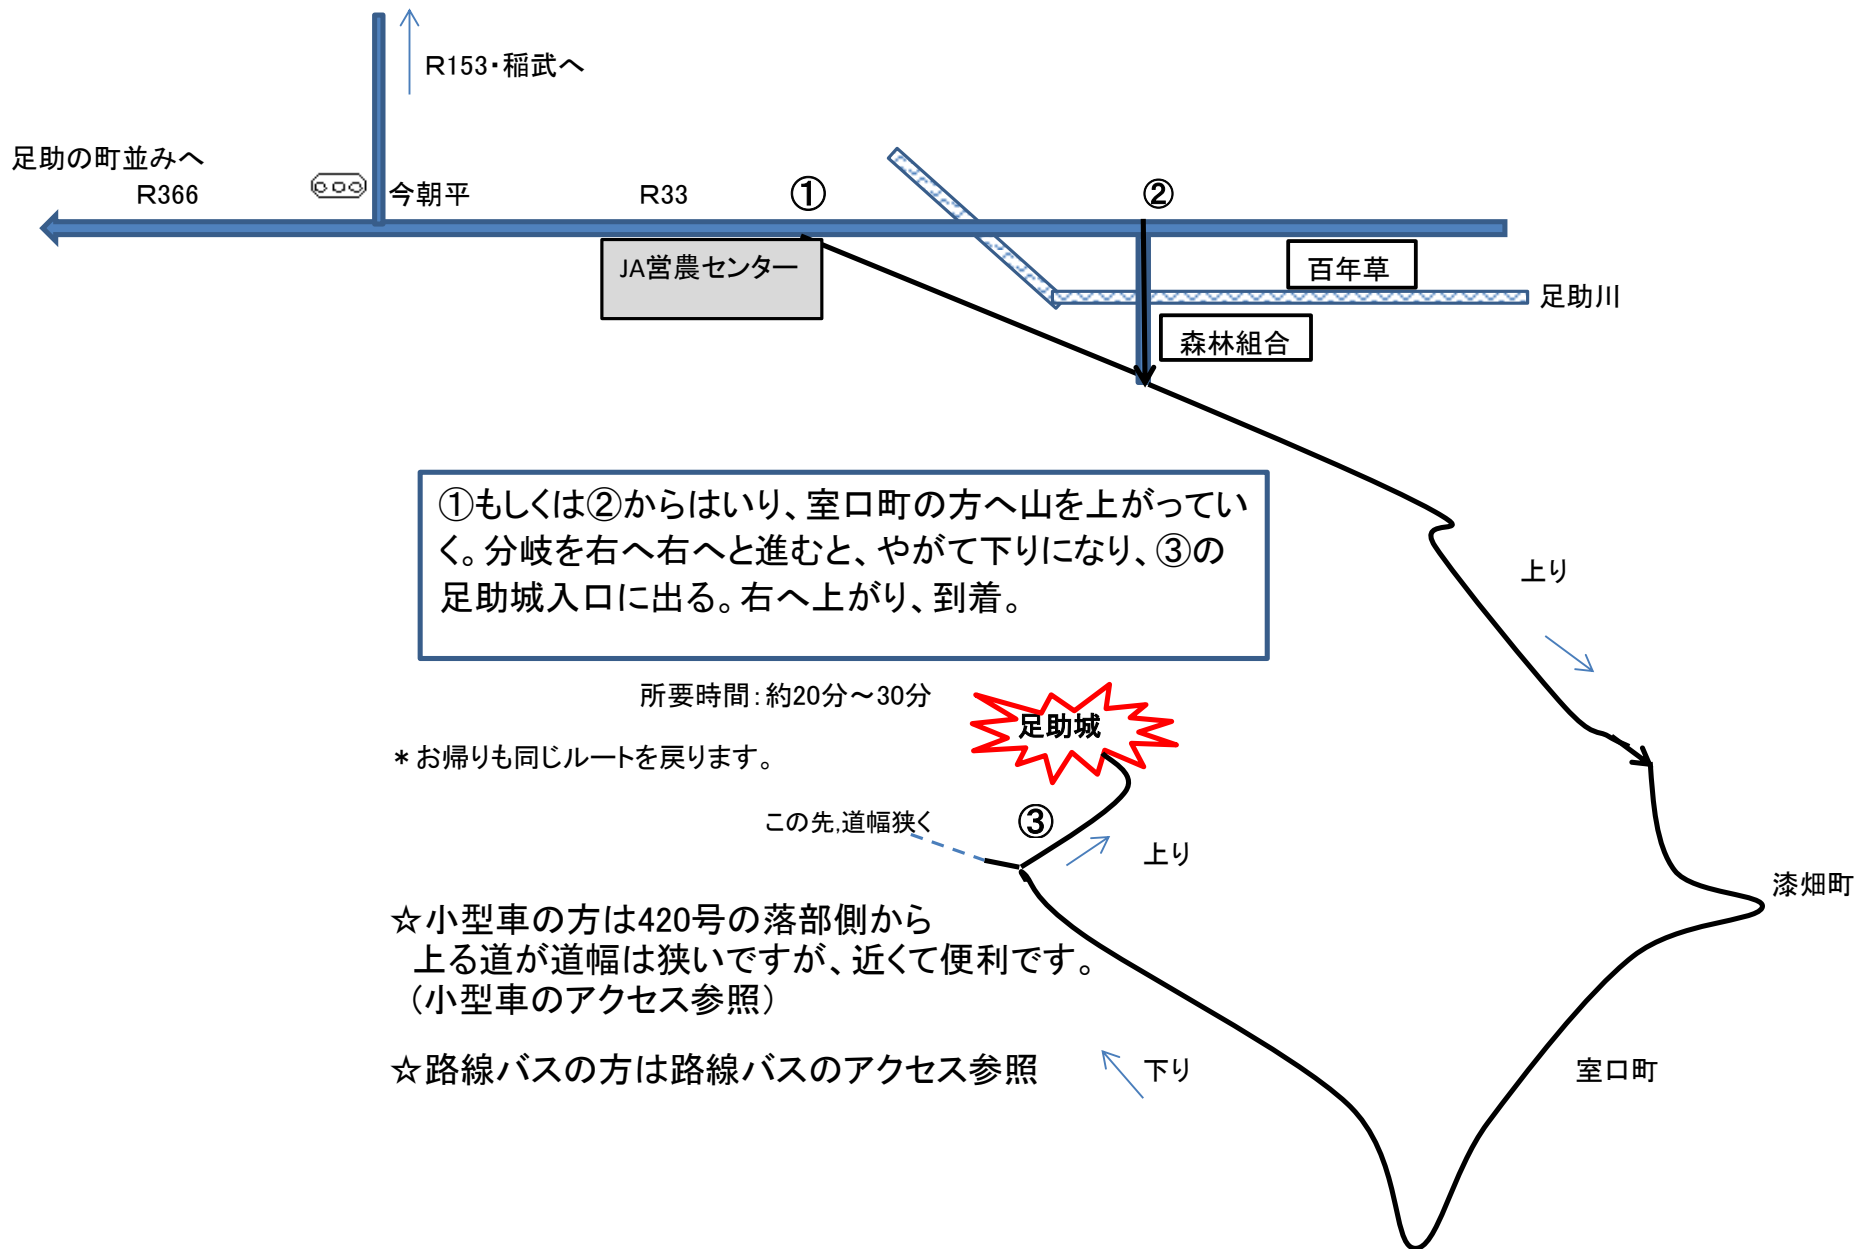 R153・稲武へ
足助の町並みへ
R366
今朝平
R33
①
②
JA営農センター
百年草
足助川
森林組合
①もしくは②からはいり、室口町の方へ山を上がってい
く。分岐を右へ右へと進むと、やがて下りになり、③の
足助城入口に出る。右へ上がり、到着。
上り
所要時間：約20分～30分
足助城
＊お帰りも同じルートを戻ります。
この先,道幅狭く
③
上り
漆畑町
☆小型車の方は420号の落部側から
上る道が道幅は狭いですが、近くて便利です。
（小型車のアクセス参照）
☆路線バスの方は路線バスのアクセス参照
下り
室口町